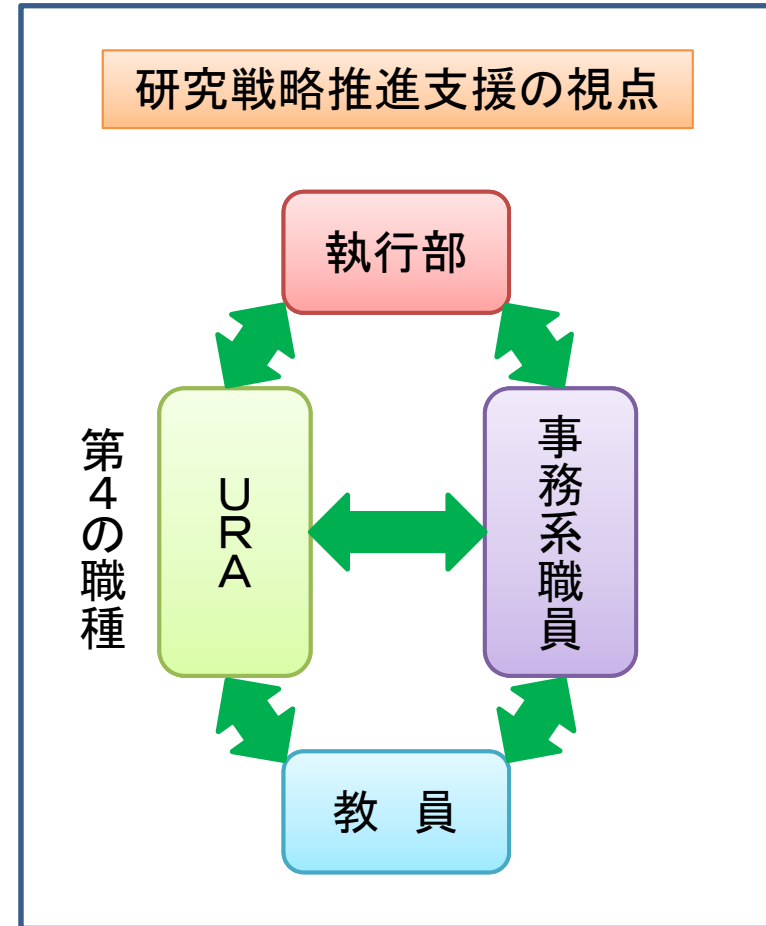 研究戦略推進支援の視点
執行部
第４の職種
ＵＲＡ
事務系職員
教　員